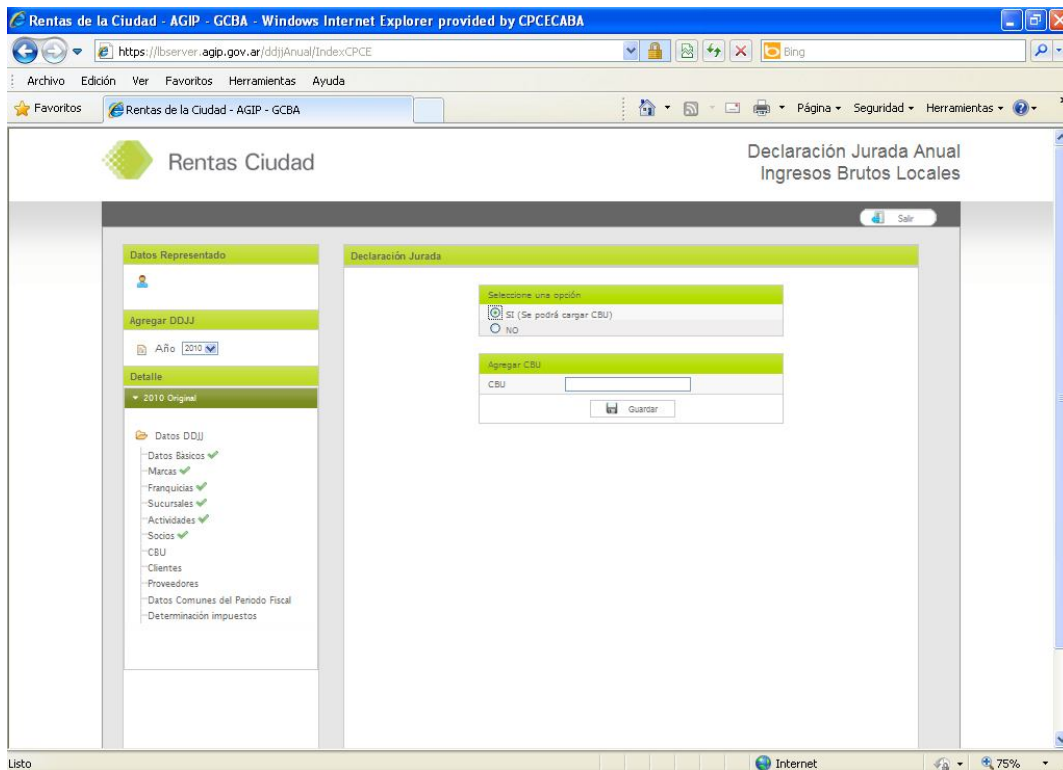 Rentas de la Ciudad - AGIP - GCBA - Windows Internet Explorer provided by CPCECABA
https://lbserver.agip.gov.ar/ddjjAnual/IndexCPCE
Bing
Archivo Edición Ver Favoritos Herramientas Ayuda
Favoritos
Rentas de la Ciudad - AGIP - GCBA
Página Seguridad Herramientas
Rentas Ciudad
Declaración Jurada Anual
Ingresos Brutos Locales
Salir
Datos Representado
Agregar DDJJ
Año 2010
Detalle
2010 Original
Datos DDJJ
Datos Básicos
Marcas
Franquicias
Sucursales
Actividades
Socios
CBU
Clientes
Proveedores
Datos Comunes del Periodo Fiscal
Determinación impuestos
Declaración Jurada
Seleccione una opción
SI (Se podrá cargar CBU)
NO
Agregar CBU
CBU
Guardar
Listo
Internet
75%